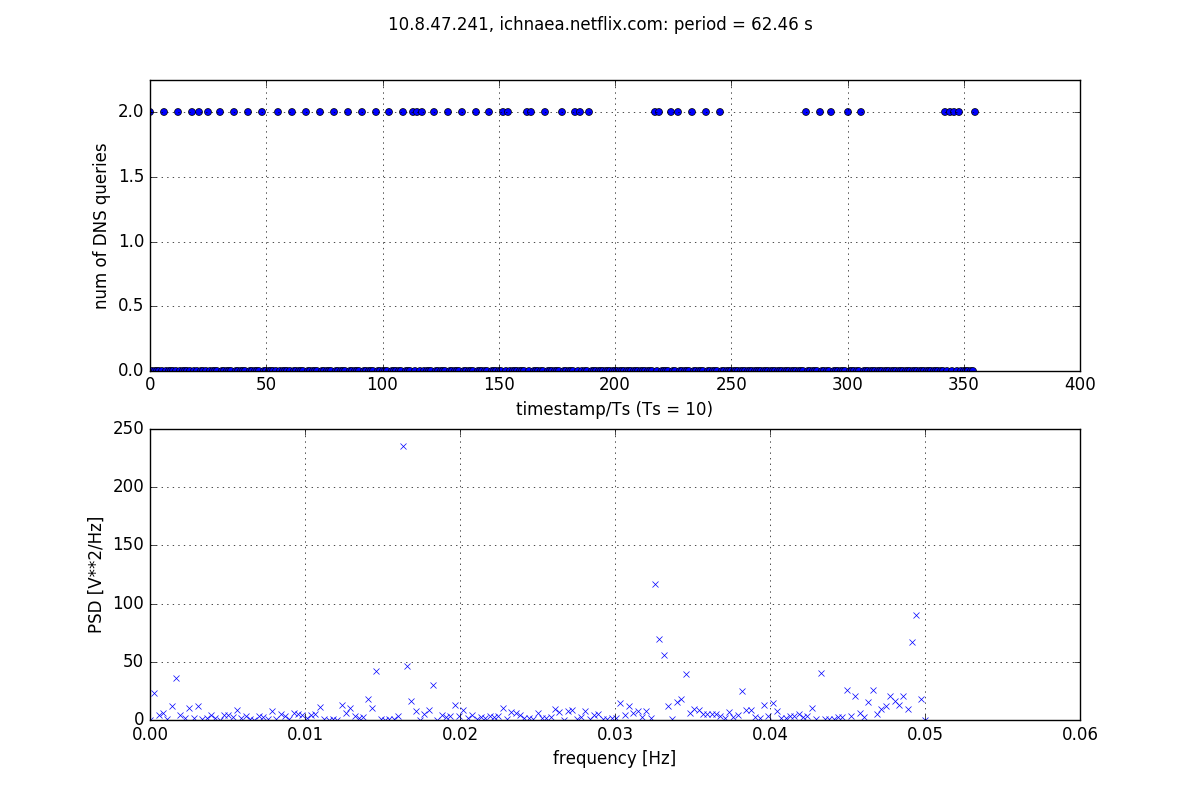 10.8.47.241, ichnaea.netflix.com: period = 62.46 s
num of DNS queries
2.0
1.5
1.0
0.5
0.0
0 50 100 150 200 250 300 350 400
timestamp/Ts (Ts = 10)
PSD [V**2/Hz]
250
200
150
100
50
0
0.00 0.01 0.02 0.03 0.04 0.05 0.06
frequency [Hz]